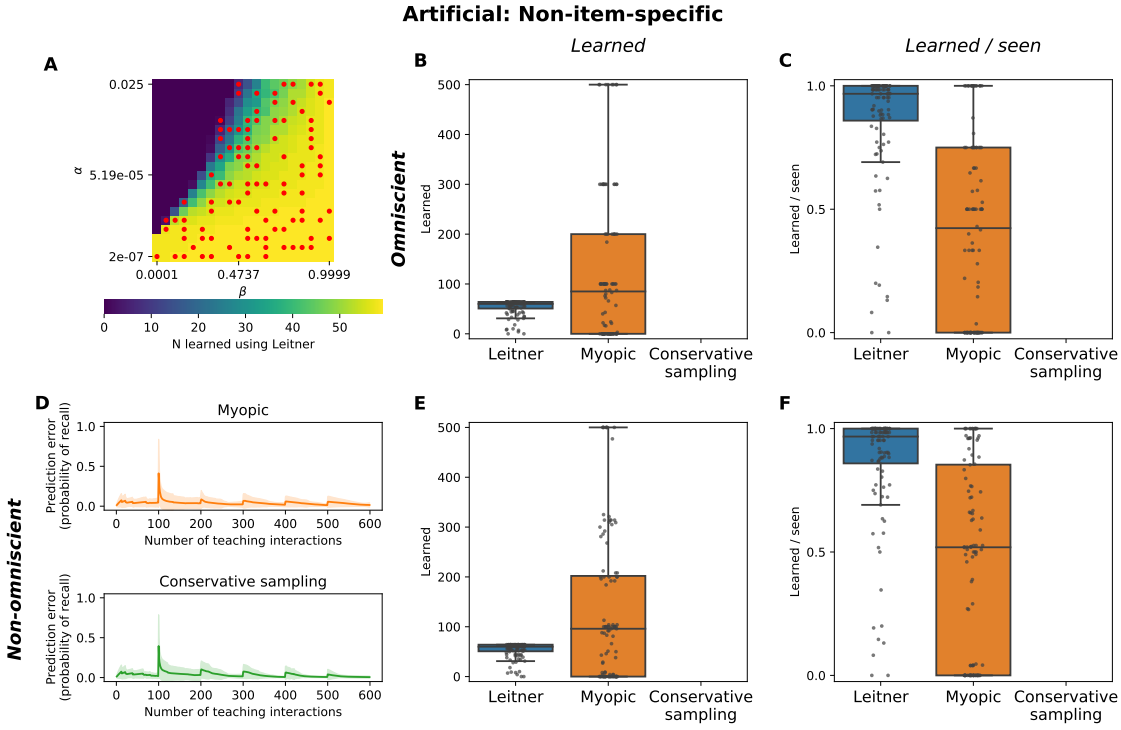 Artificial: Non-item-specific
Learned
Learned / seen
A
0.025
5.19e-05
2e-07
α
0.0001
0.4737
0.9999
β
0
10
20
30
40
50
N learned using Leitner
Omniscient
B
500
400
300
200
100
0
Learned
Leitner
Myopic
Conservative
sampling
C
1.0
0.5
0.0
Learned / seen
Leitner
Myopic
Conservative
sampling
Non-omniscient
D
Myopic
Prediction error
(probability of recall)
1.0
0.5
0.0
0
100
200
300
400
500
600
Number of teaching interactions
Conservative sampling
Prediction error
(probability of recall)
1.0
0.5
0.0
0
100
200
300
400
500
600
Number of teaching interactions
E
500
400
300
200
100
0
Learned
Leitner
Myopic
Conservative
sampling
F
1.0
0.5
0.0
Learned / seen
Leitner
Myopic
Conservative
sampling